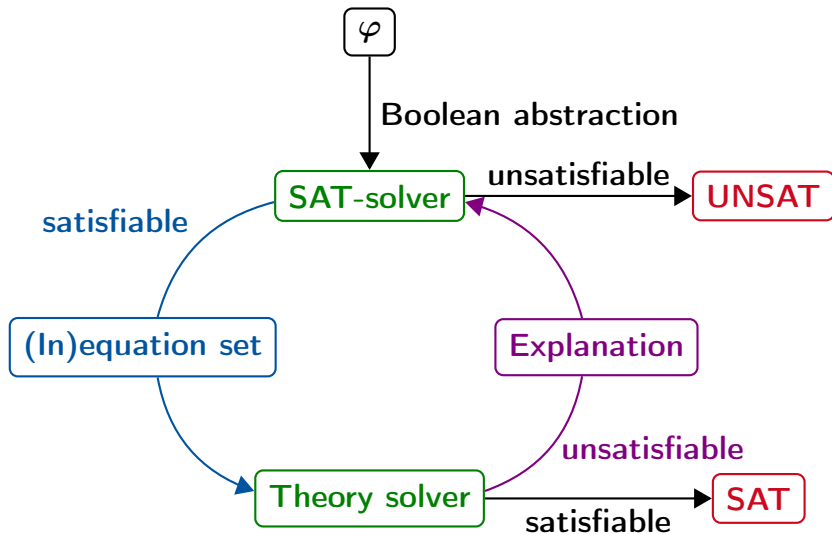 φ
Boolean abstraction
unsatisfiable
SAT-solver
UNSAT
satisfiable
(In)equation set
Explanation
unsatisfiable
Theory solver
SAT
satisfiable